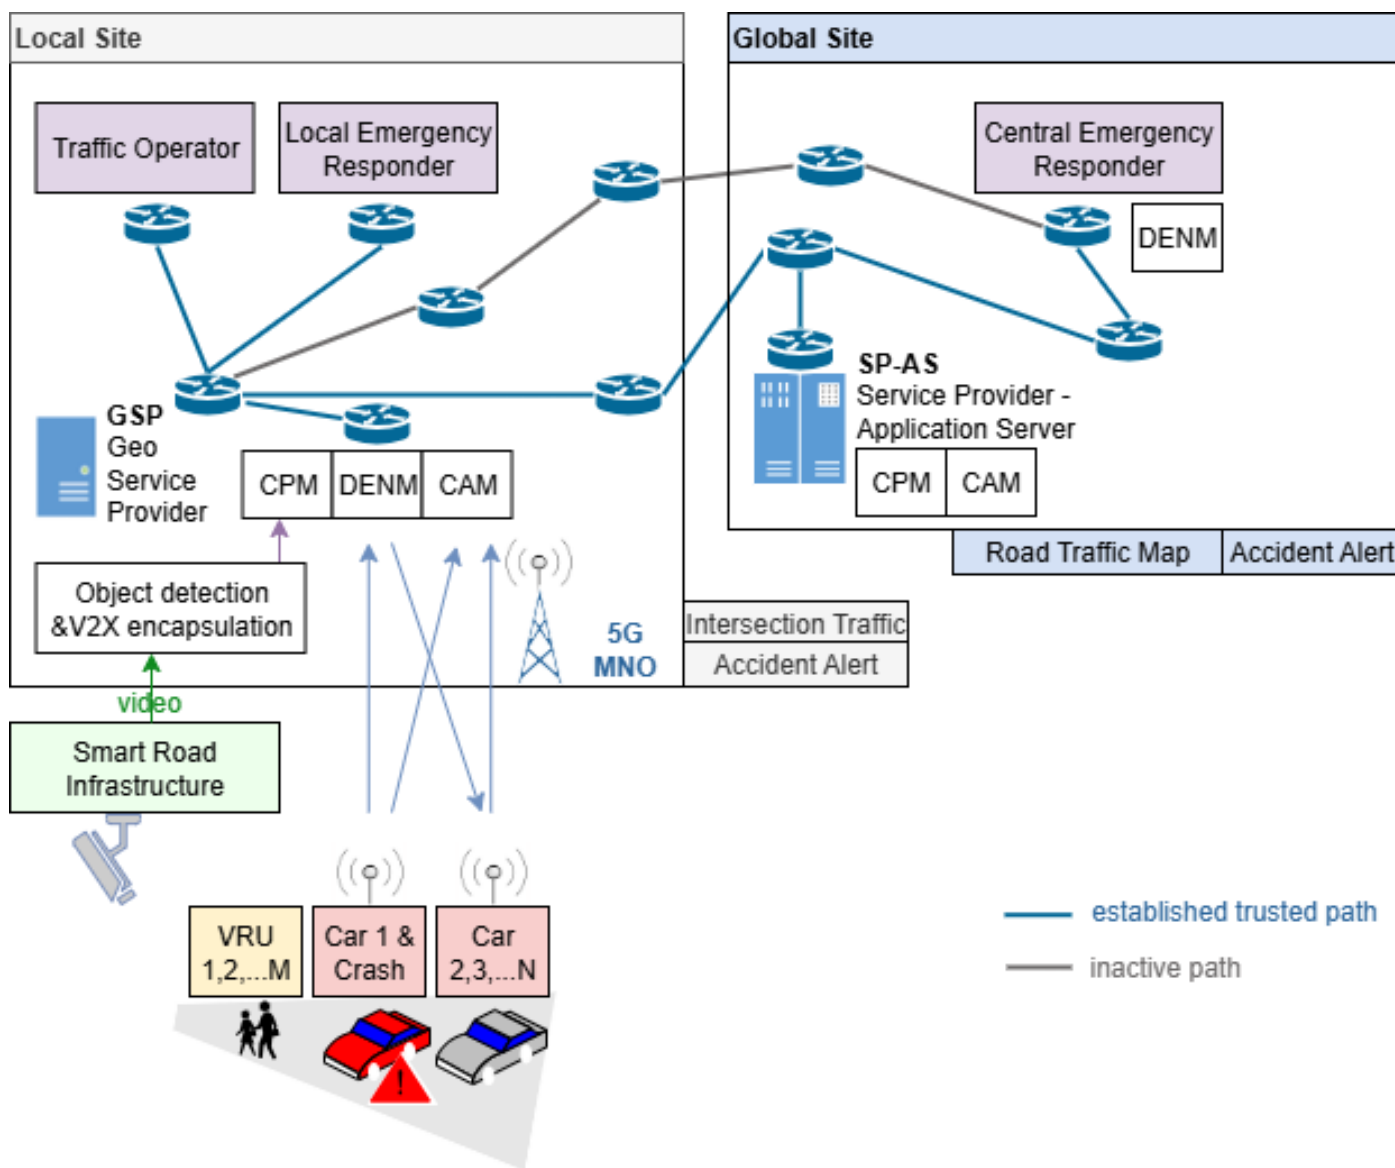 Local Site
Global Site
Traffic Operator
Local Emergency
Responder
Central Emergency
Responder
DENM
GSP
Geo
Service
Provider
CPM
DENM
CAM
SP-AS
Service Provider -
Application Server
CPM
CAM
Road Traffic Map
Accident Alert
Object detection
&V2X encapsulation
5G
MNO
Intersection Traffic
Accident Alert
video
Smart Road
Infrastructure
VRU
1,2,...M
Car 1 &
Crash
Car
2,3,...N
!
established trusted path
inactive path